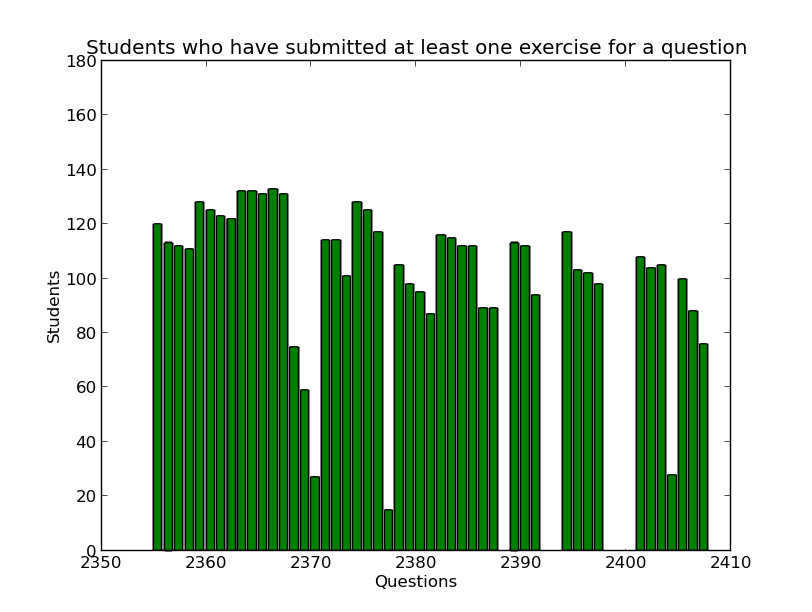 Students who have submitted at least one exercise for a question
180
160
140
120
100
80
60
40
20
0
Students
2350 2360 2370 2380 2390 2400 2410
Questions